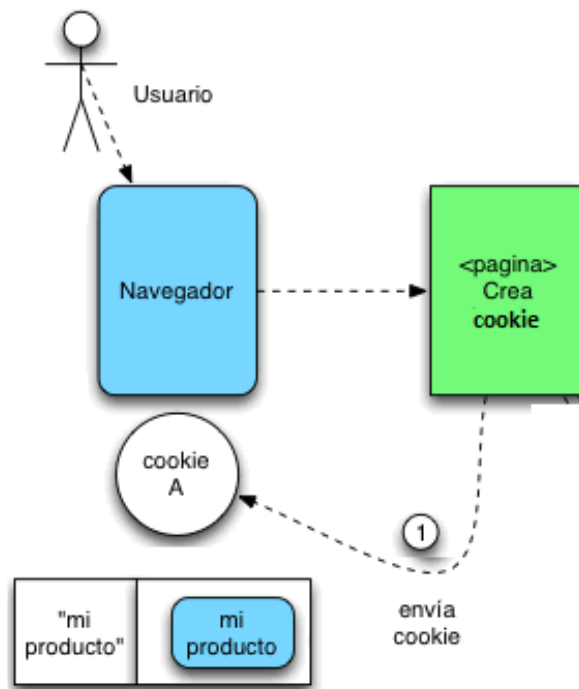 Usuario
Navegador
<pagina>
Crea
cookie
cookie
A
1
envía
cookie
"mi
producto"
mi
producto